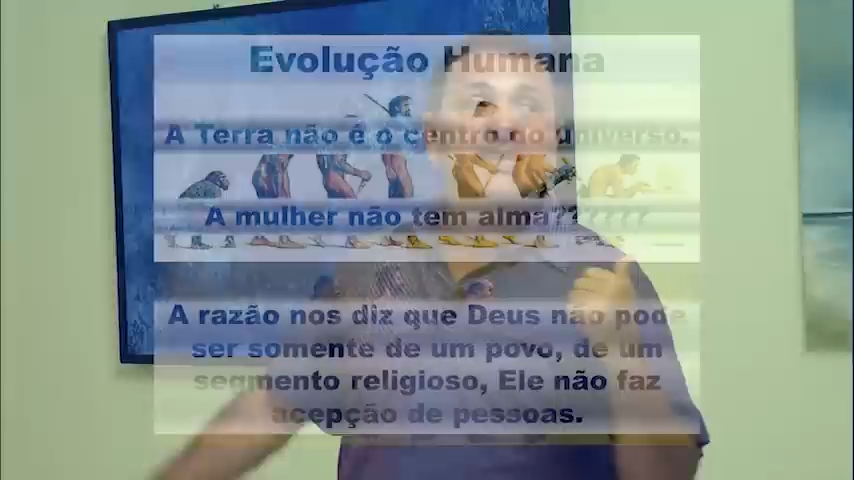 Evolução Humana
A Terra não é o centro do universo.
A mulher não tem alma??????
A razão nos diz que Deus não pode
ser somente de um povo, de um
segmento religioso, Ele não faz
acepção de pessoas.